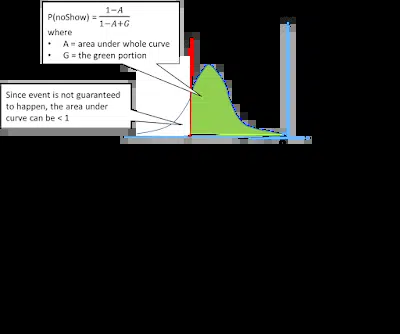 P(noShow) = \frac{1-A}{1-A+G}
where
• A = area under whole curve
• G = the green portion
Since event is not guaranteed
to happen, the area under
curve can be < 1